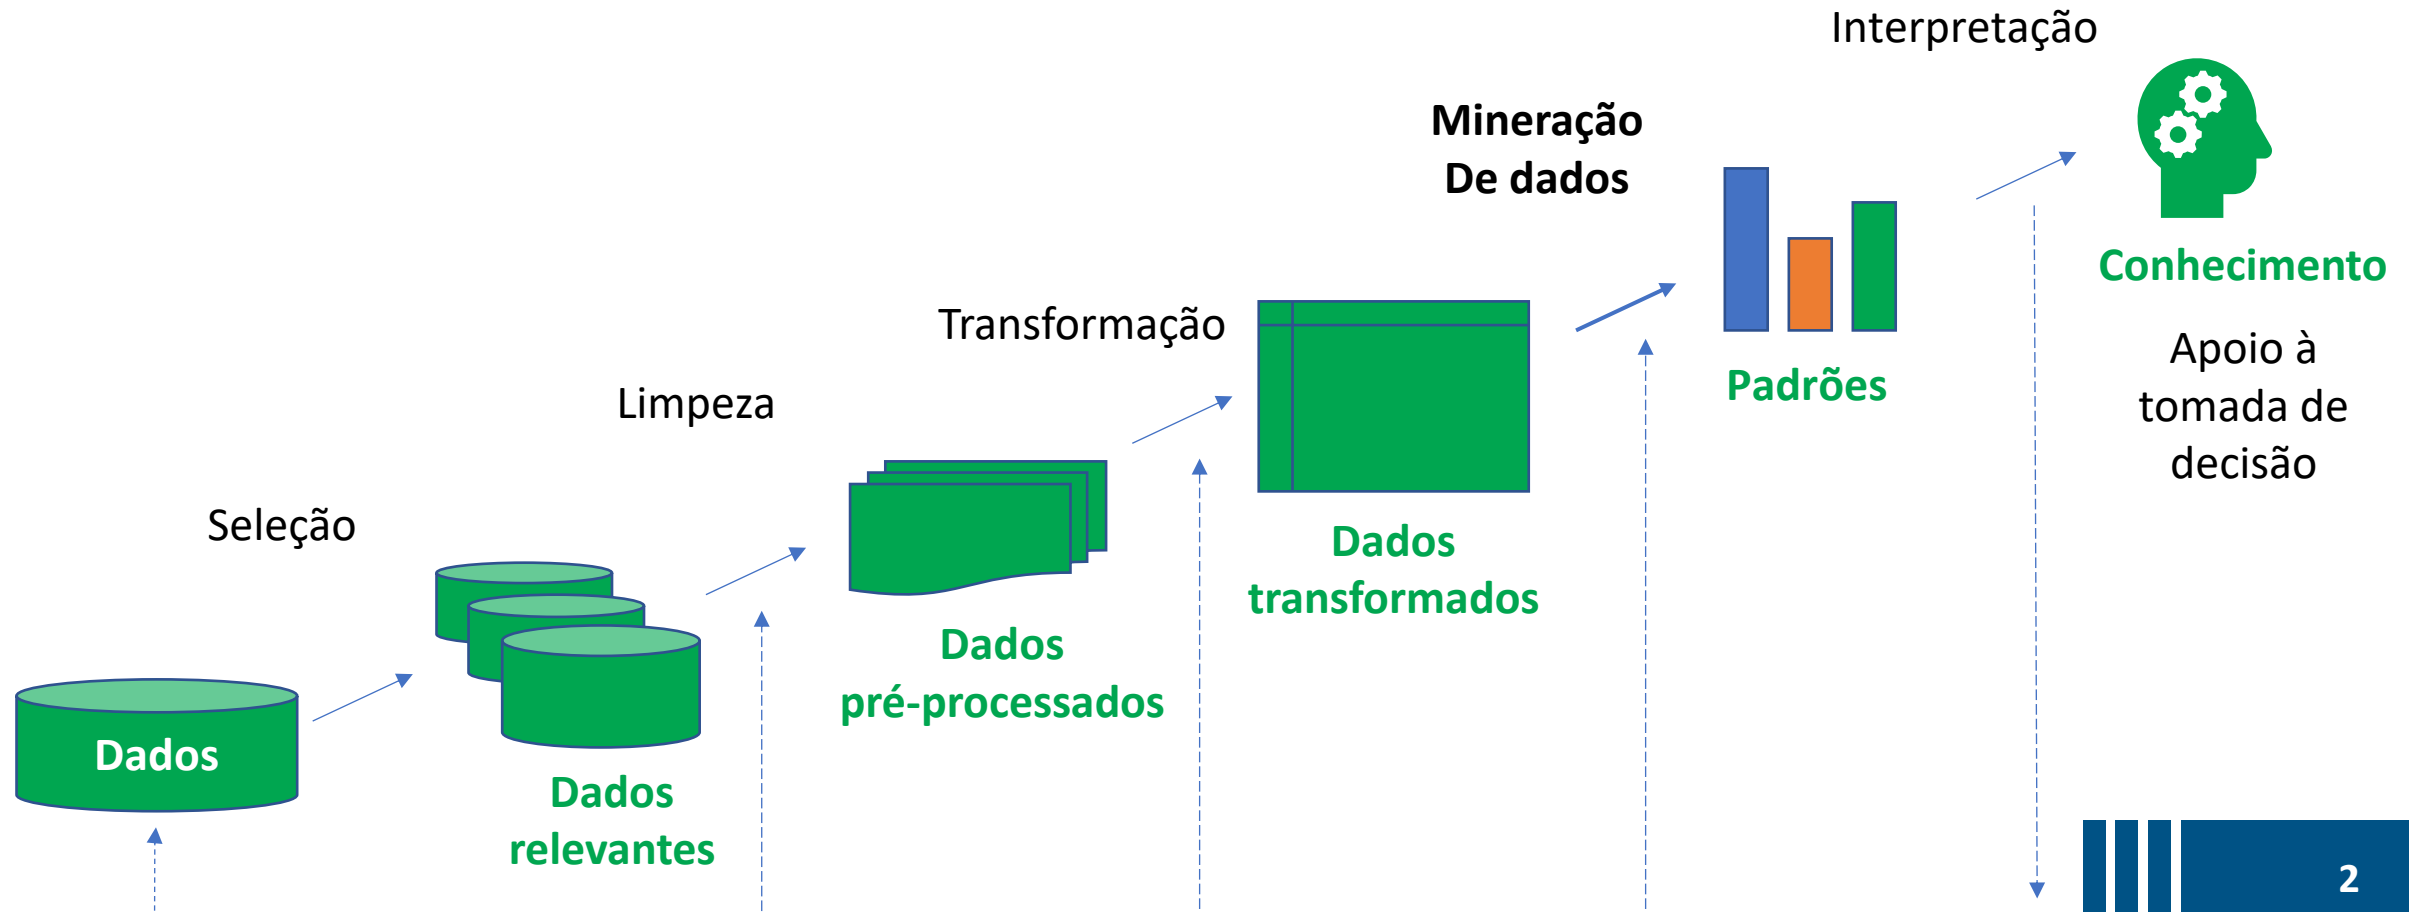 Interpretação
Mineração
De dados
Conhecimento
Apoio à
tomada de
decisão
Padrões
Transformação
Dados
transformados
Limpeza
Dados
pré-processados
Seleção
Dados
relevantes
Dados
2